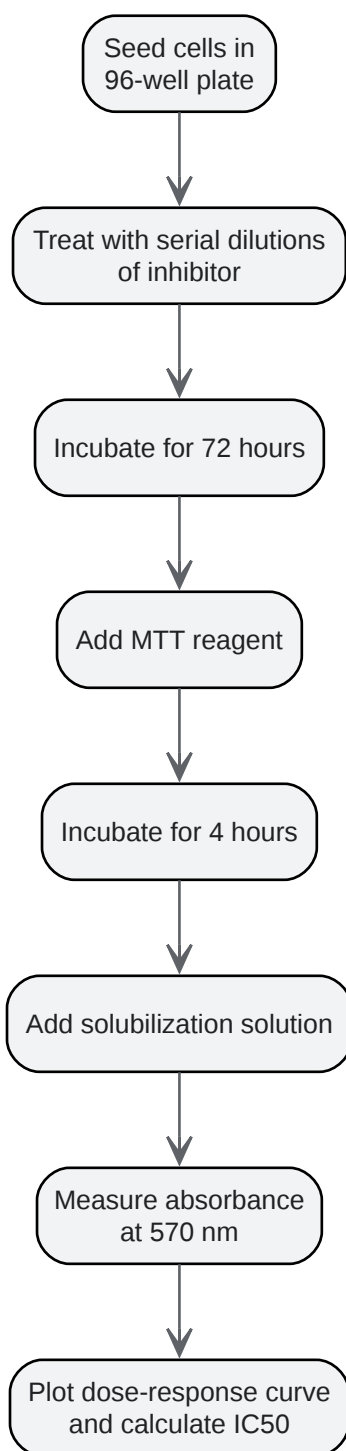 Seed cells in
96-well plate
Treat with serial dilutions
of inhibitor
Incubate for 72 hours
Add MTT reagent
Incubate for 4 hours
Add solubilization solution
Measure absorbance
at 570 nm
Plot dose-response curve
and calculate IC50